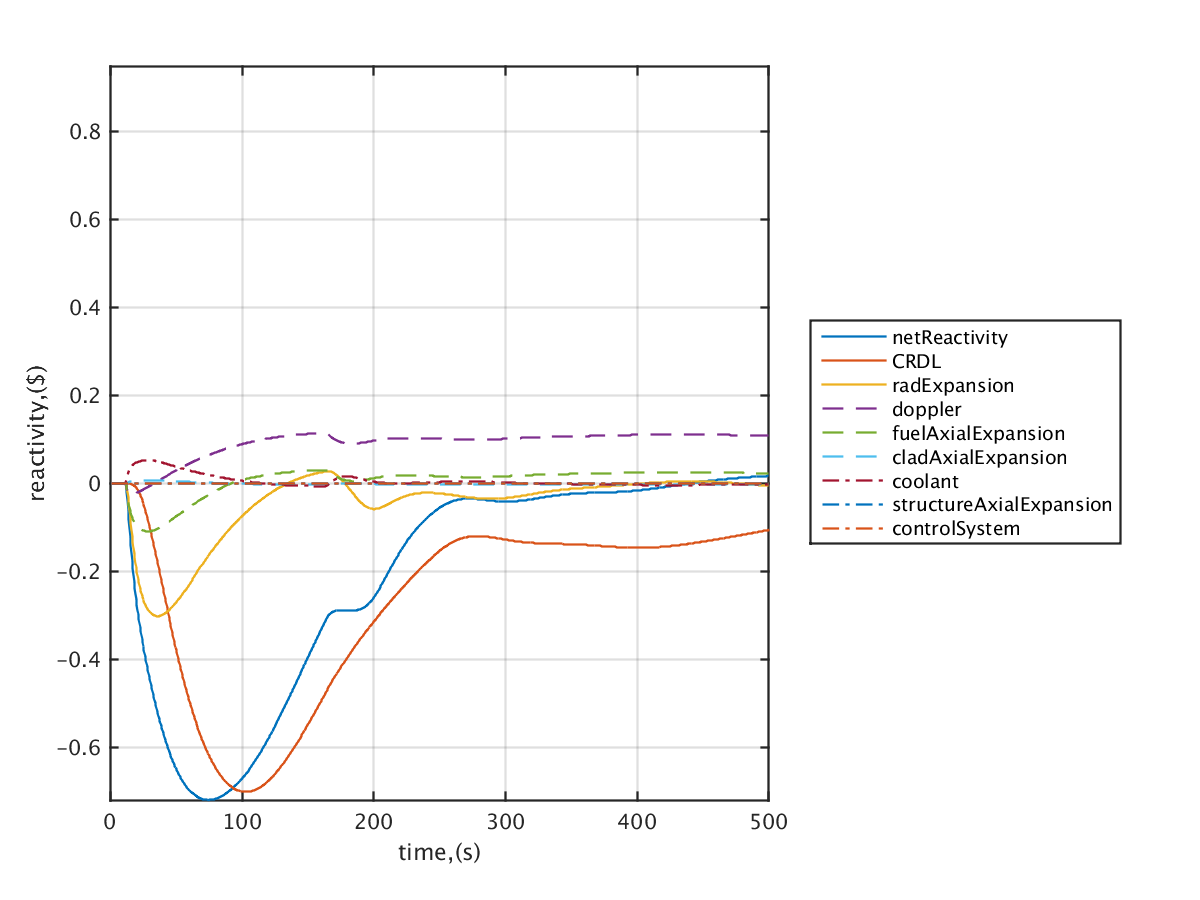 0.8
0.6
0.4
0.2
0
-0.2
-0.4
-0.6
reactivity,($)
0
100
200
300
400
500
time,(s)
netReactivity
CRDL
radExpansion
doppler
fuelAxialExpansion
cladAxialExpansion
coolant
structureAxialExpansion
controlSystem